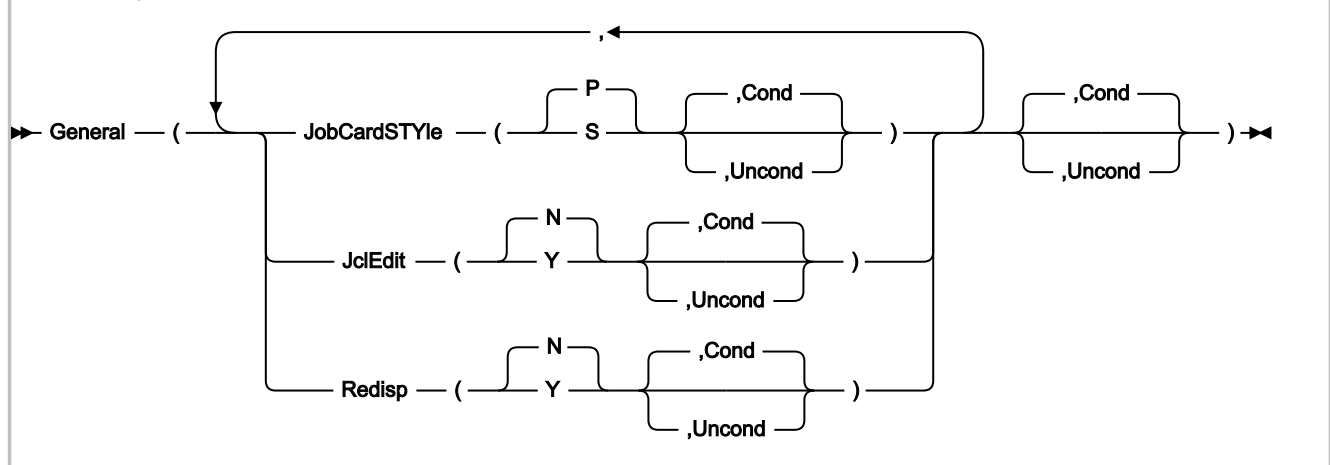 ,
P
,Cond
,Cond
General ( JobCardSTYle ( S ) )
,Uncond
,Uncond
N
,Cond
JclEdit ( Y )
,Uncond
N
,Cond
Redisp ( Y )
,Uncond